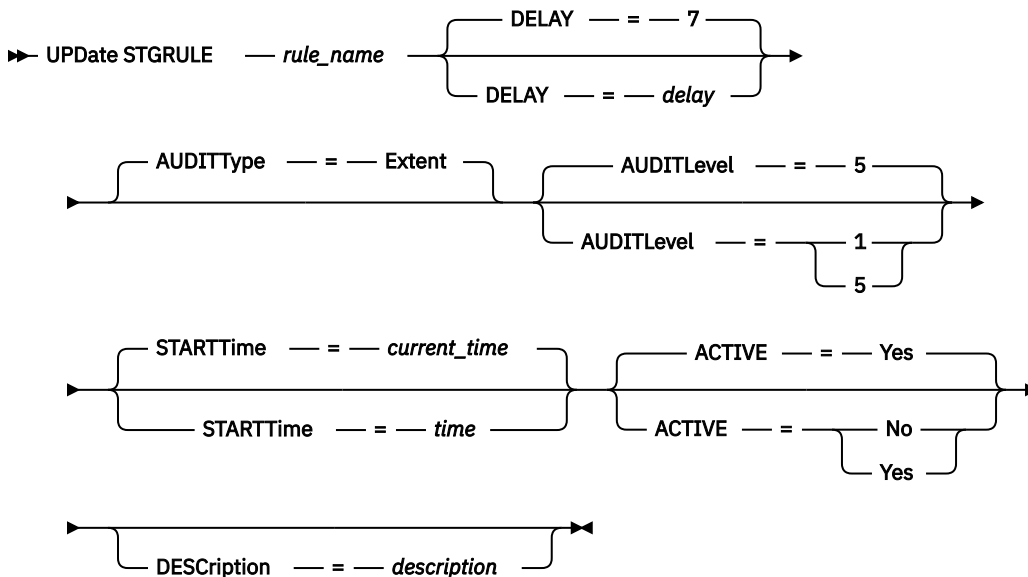 DELAY = 7
UPDate STGRULE rule_name
DELAY = delay
AUDITType = Extent
AUDITLevel = 5
AUDITLevel = 1
5
STARTTime = current_time
ACTIVE = Yes
STARTTime = time
ACTIVE = No
Yes
DESCription = description